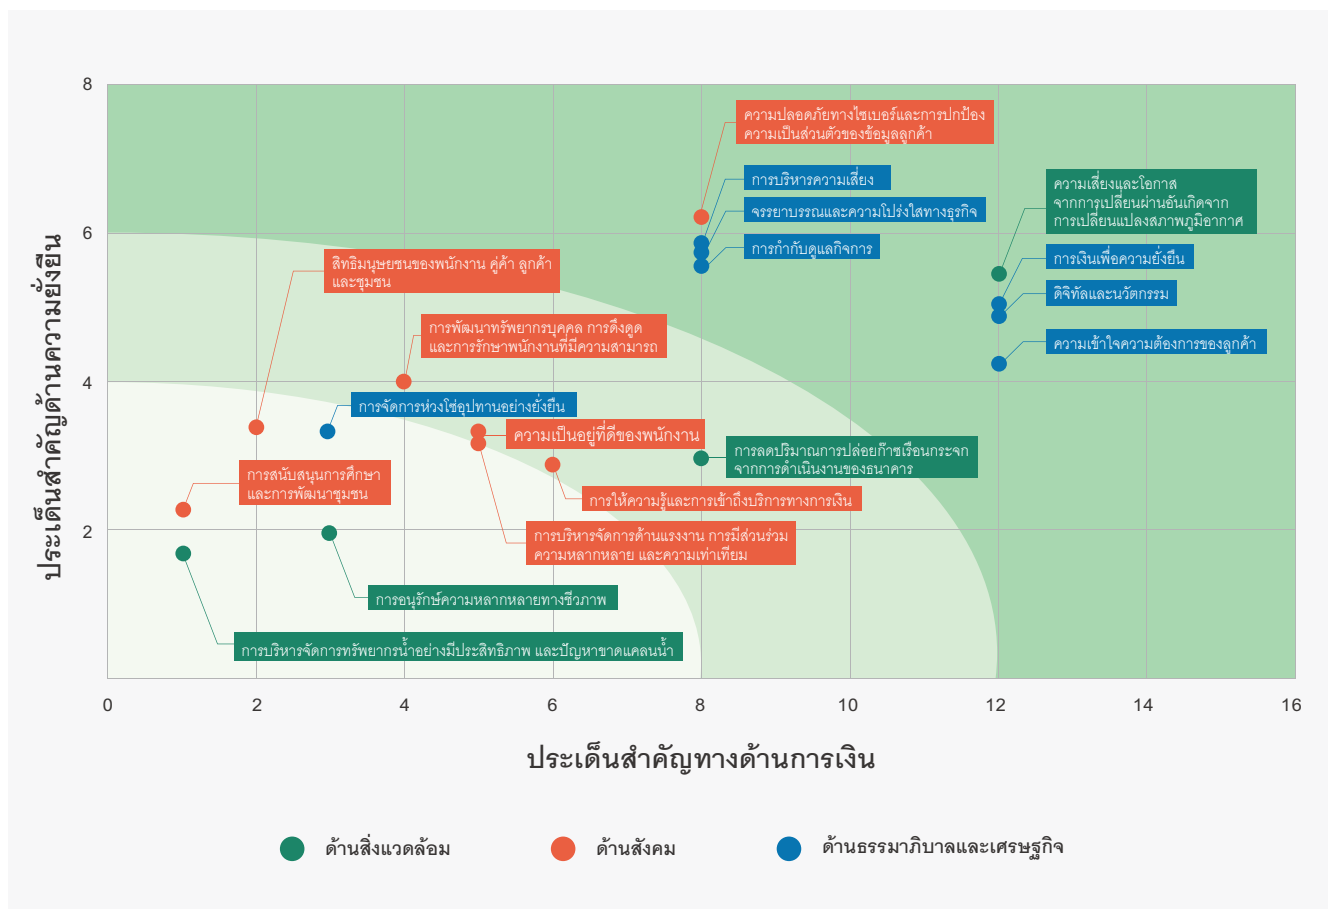 8
6
4
2
ประเด็นสำคัญด้านความยั่งยืน
ความปลอดภัยทางไซเบอร์และการปกป้อง
ความเป็นส่วนตัวของข้อมูลลูกค้า
การบริหารความเสี่ยง
จรรยาบรรณและความโปร่งใสทางธุรกิจ
การกำกับดูแลกิจการ
ความเสี่ยงและโอกาส
จากการเปลี่ยนผ่านอันเกิดจาก
การเปลี่ยนแปลงสภาพภูมิอากาศ
การเงินเพื่อความยั่งยืน
ดิจิทัลและนวัตกรรม
ความเข้าใจความต้องการของลูกค้า
สิทธิมนุษยชนของพนักงาน คู่ค้า ลูกค้า
และชุมชน
การพัฒนาทรัพยากรบุคคล การดึงดูด
และการรักษาพนักงานที่มีความสามารถ
การจัดการห่วงโซ่อุปทานอย่างยั่งยืน
ความเป็นอยู่ที่ดีของพนักงาน
การลดปริมาณการปล่อยก๊าซเรือนกระจก
จากการดำเนินงานของธนาคาร
การสนับสนุนการศึกษา
และการพัฒนาชุมชน
การให้ความรู้และการเข้าถึงบริการทางการเงิน
การบริหารจัดการด้านแรงงาน การมีส่วนร่วม
ความหลากหลาย และความเท่าเทียม
การอนุรักษ์ความหลากหลายทางชีวภาพ
การบริหารจัดการทรัพยากรน้ำอย่างมีประสิทธิภาพ และปัญหาขาดแคลนน้ำ
0 2 4 6 8 10 12 14 16
ประเด็นสำคัญทางด้านการเงิน
ด้านสิ่งแวดล้อม ด้านสังคม ด้านธรรมาภิบาลและเศรษฐกิจ